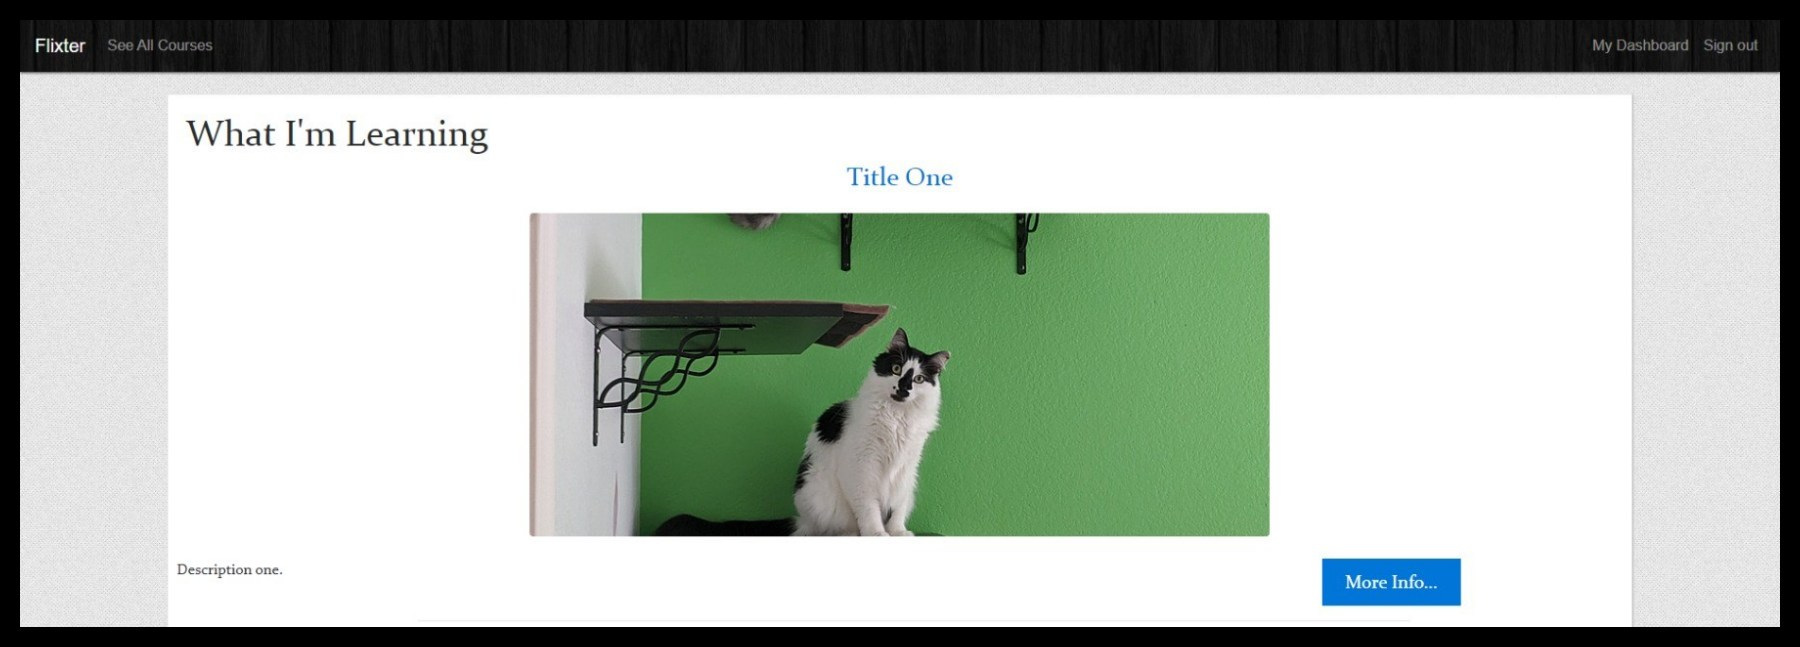 Flixter See All Courses My Dashboard Sign out
What I'm Learning
Title One
Description one.
More Info...